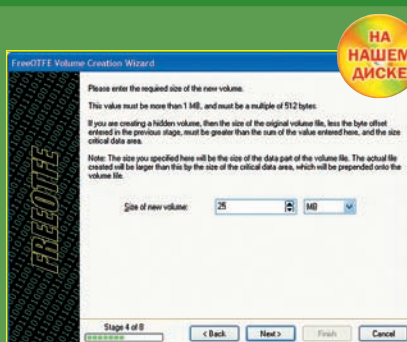 НА
НАШЕМ
ДИСКЕ
FreeOTFE Volume Creation Wizard
FREEOTFE
Please enter the required size of the new volume.
This value must be more than 1 MB, and must be a multiple of 512 bytes.
If you are creating a hidden volume, then the size of the original volume file, less the byte offset
entered in the previous stage, must be greater than the sum of the value entered here, and the size
critical data area.
Note: The size you specified here will be the size of the data part of the volume file. The actual file
created will be larger than this by the size of the critical data area, which will be prepended onto the
volume file.
Size of new volume: 25 MB
Stage 4 of 8
< Back Next > Finish Cancel